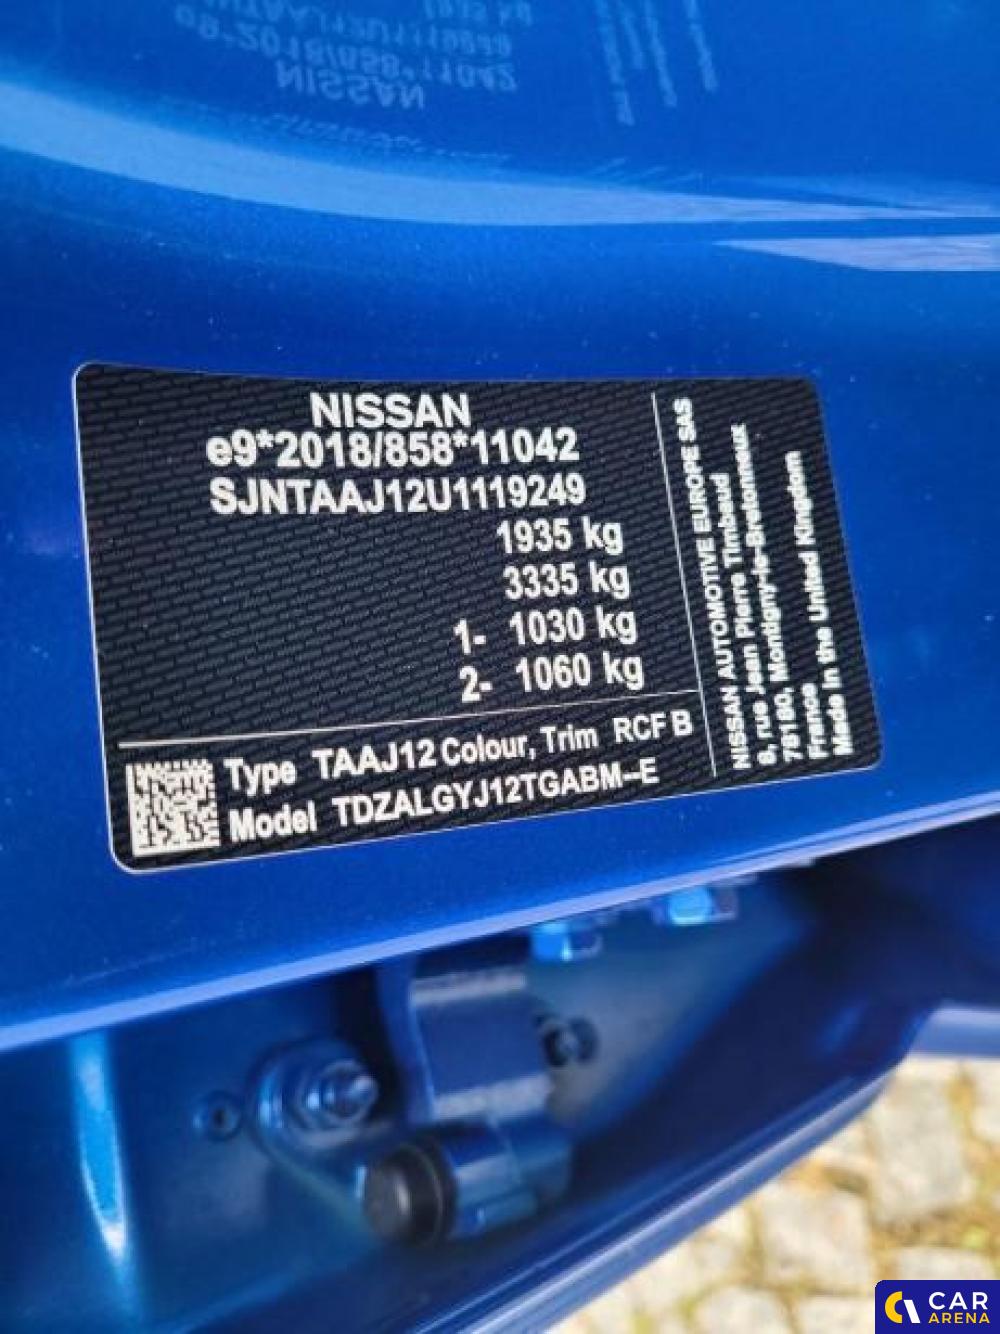 NISSAN
e9*2018/858*11042
SJNTAAJ12U1119249
1935 kg
3335 kg
1- 1030 kg
2- 1060 kg
Type TAAJ12 Colour, Trim RCF B
Model TDZALGYJ12TGABM--E
NISSAN AUTOMOTIVE EUROPE SAS
8, rue Jean Pierre Timbaud
78180, Montigny-le-Bretonneux
France
Made in the United Kingdom
CAR
ARENA